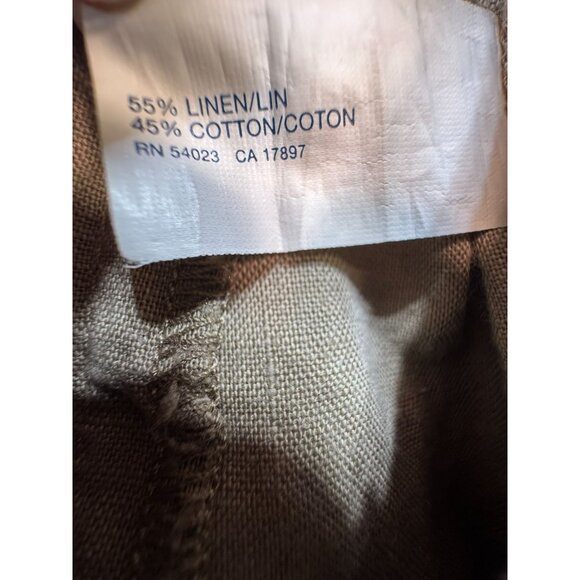 55% LINEN/LIN
45% COTTON/COTON
RN 54023 CA 17897